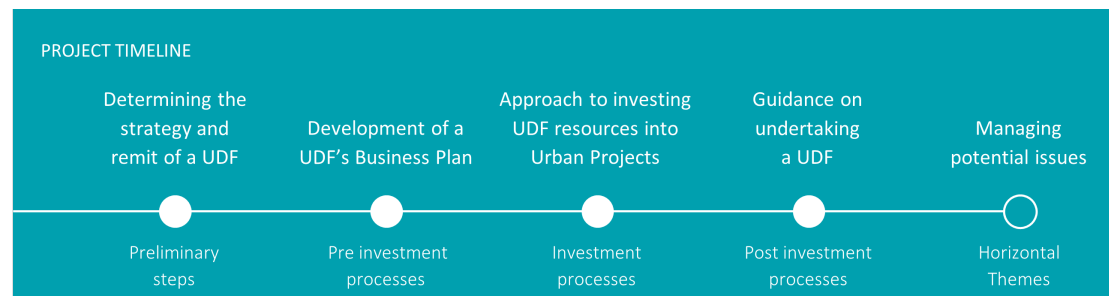 PROJECT TIMELINE
Determining the
strategy and
remit of a UDF
Development of a
UDF's Business Plan
Approach to investing
UDF resources into
Urban Projects
Guidance on
undertaking
a UDF
Managing
potential issues
Preliminary
steps
Pre investment
processes
Investment
processes
Post investment
processes
Horizontal
Themes